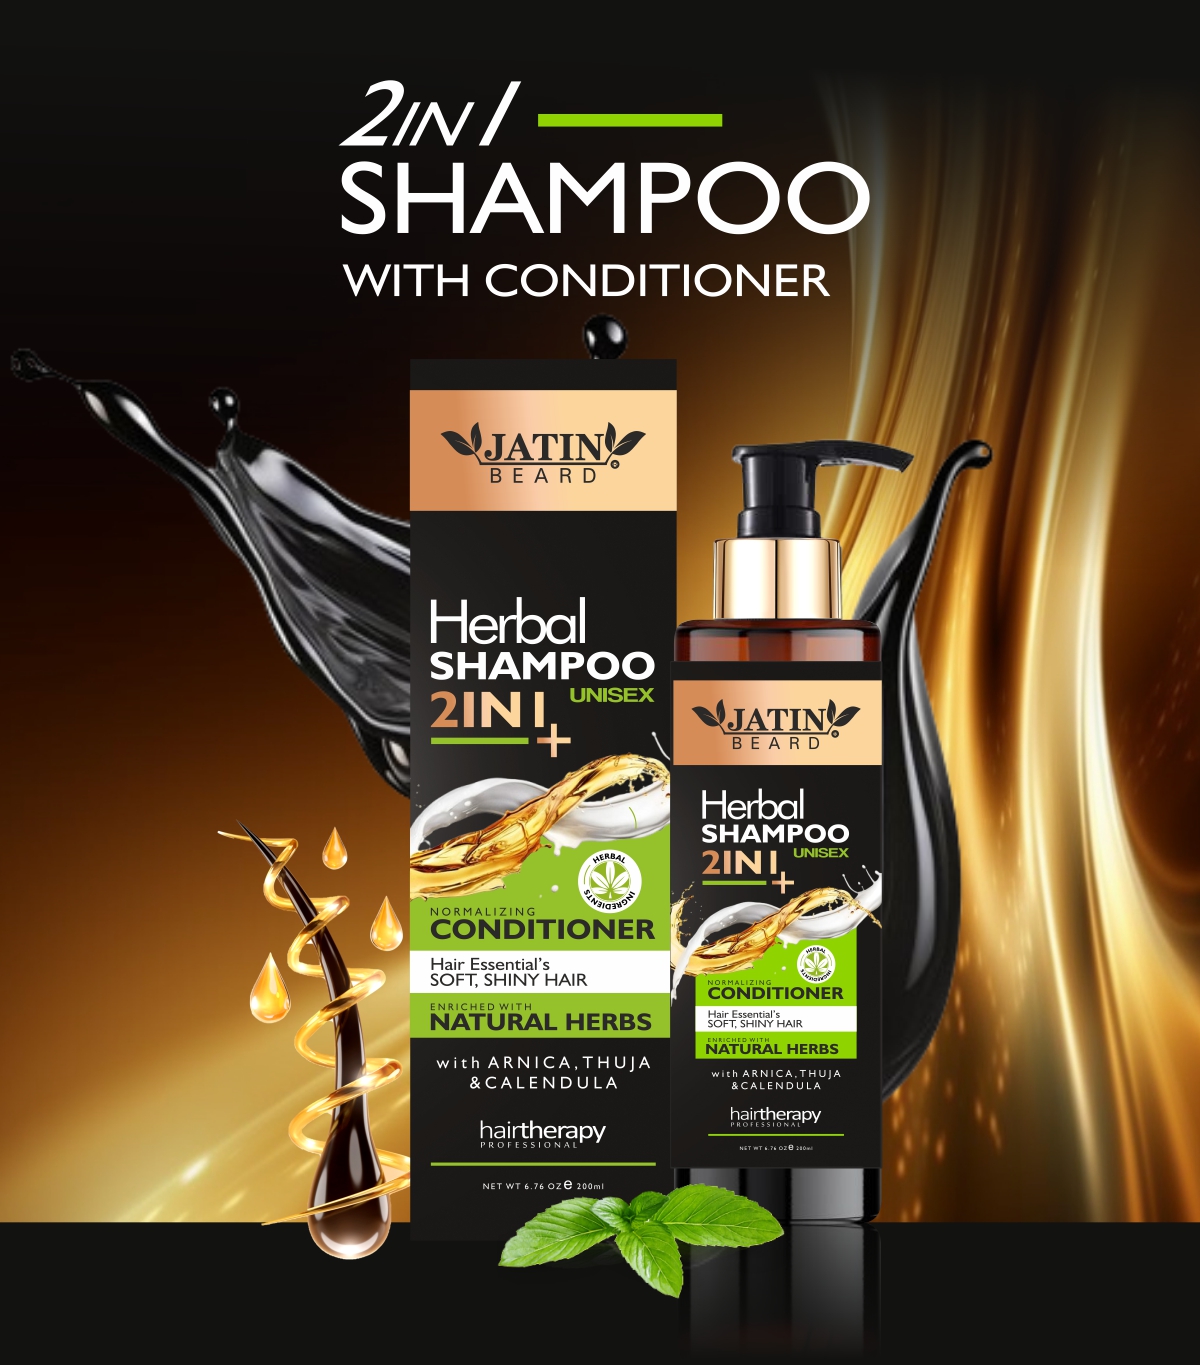 2IN1
SHAMPOO
WITH CONDITIONER
JATIN
BEARD
Herbal
SHAMPOO
UNISEX
2IN1+
HERBAL
INGREDIENTS
NORMALIZING
CONDITIONER
Hair Essential's
SOFT, SHINY HAIR
ENRICHED WITH
NATURAL HERBS
with ARNICA, THUJA
&CALENDULA
hairtherapy
PROFESSIONAL
NET WT 6.76 OZ e 200ml
JATIN
BEARD
Herbal
SHAMPOO
UNISEX
2IN1+
HERBAL
INGREDIENTS
NORMALIZING
CONDITIONER
Hair Essential's
SOFT, SHINY HAIR
ENRICHED WITH
NATURAL HERBS
with ARNICA, THUJA
&CALENDULA
hairtherapy
PROFESSIONAL
NET WT 6.76 OZ e 200ml